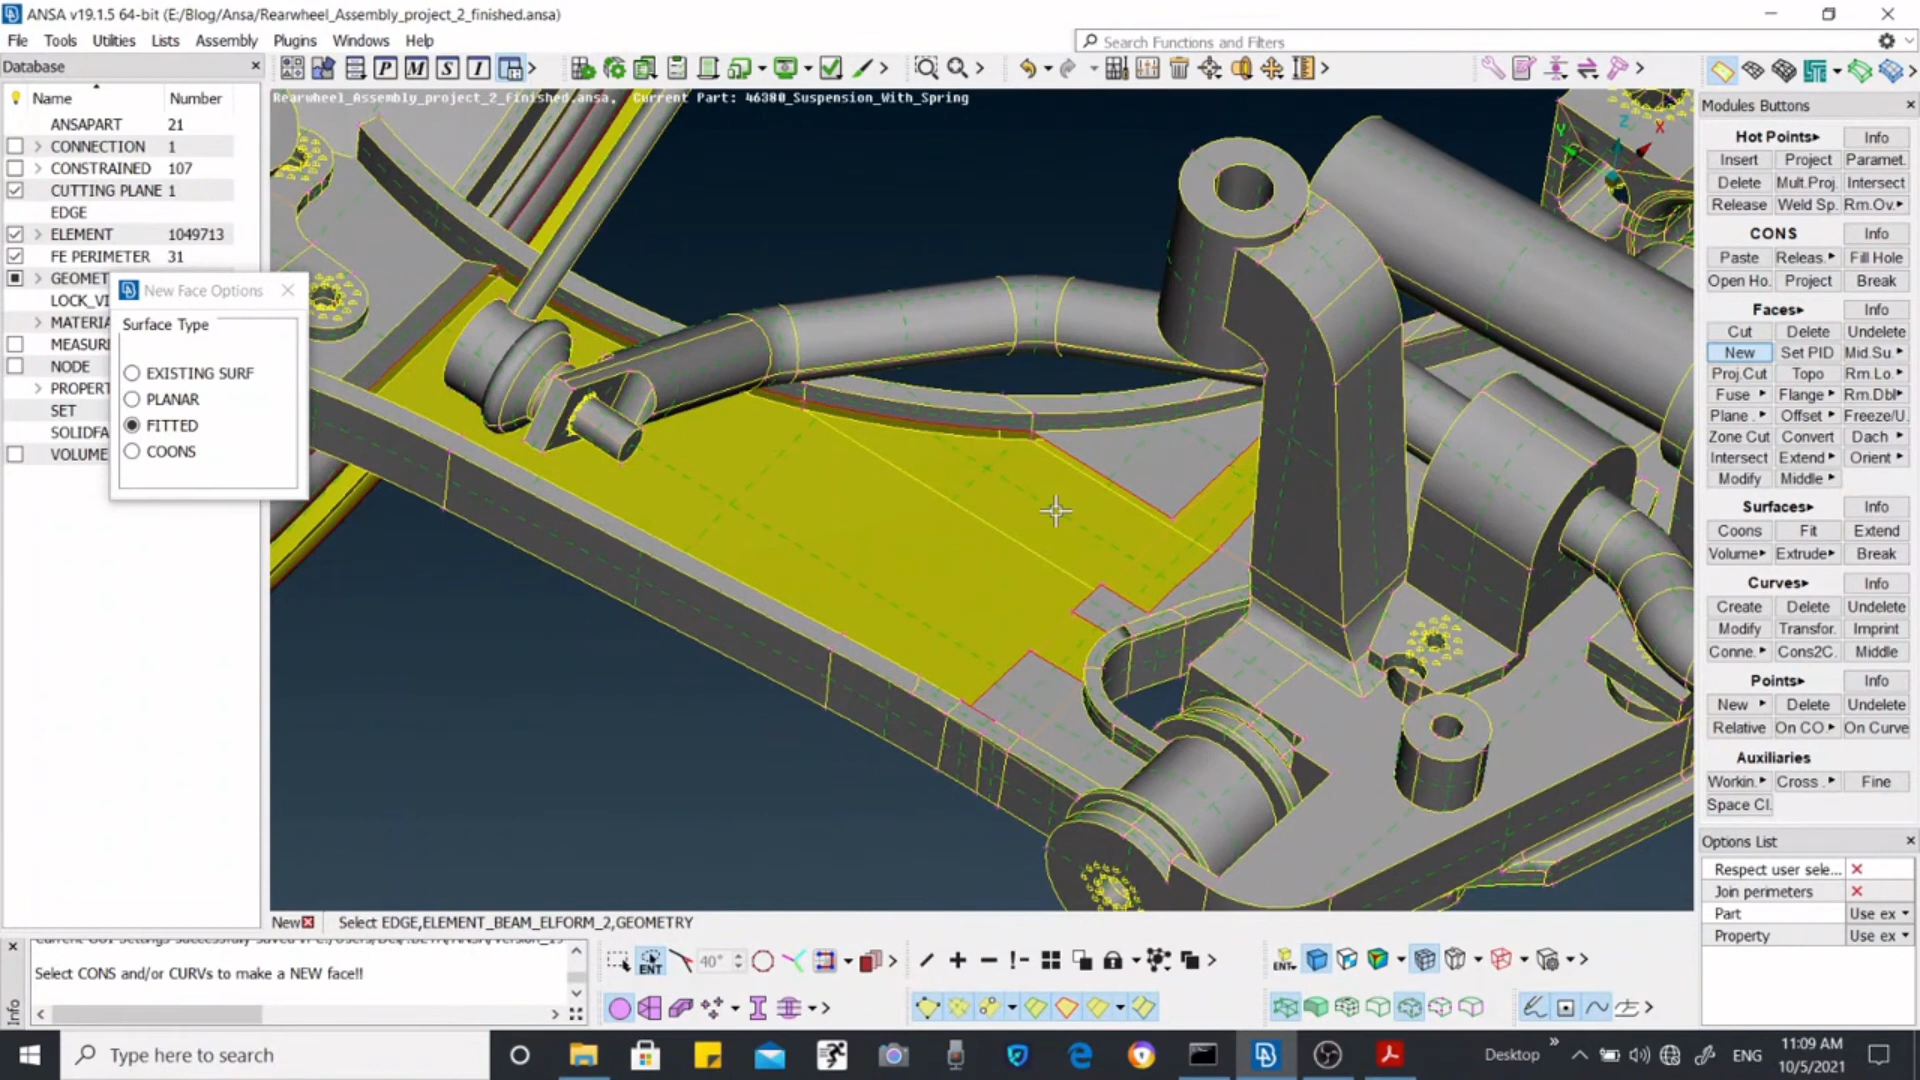 ANSA v19.1.5 64-bit (E:/Blog/Ansa/Rearwheel_Assembly_project_2_finished.ansa)
File Tools Utilities Lists Assembly Plugins Windows Help
Search Functions and Filters
Database
Name Number
ANSAPART 21
CONNECTION 1
CONSTRAINED 107
CUTTING PLANE 1
EDGE
ELEMENT 1049713
FE PERIMETER 31
GEOMET
LOCK_VI
MATERIA
MEASURI
NODE
PROPERT
SET
SOLIDFA
VOLUME
New Face Options
Surface Type
EXISTING SURF
PLANAR
FITTED
COONS
Rearwheel_Assembly_project_2_finished.ansa, Current Part: 46380_Suspension_With_Spring
Z
Y
X
Modules Buttons
Hot Points Info
Insert Project Paramet.
Delete Mult.Proj. Intersect
Release Weld Sp. Rm.Ov.
CONS Info
Paste Releas. Fill Hole
Open Ho. Project Break
Faces Info
Cut Delete Undelete
New Set PID Mid.Su.
Proj.Cut Topo Rm.Lo.
Fuse Flange Rm.Dbl
Plane . Offset Freeze/U.
Zone Cut Convert Dach
Intersect Extend Orient
Modify Middle
Surfaces Info
Coons Fit Extend
Volume Extrude Break
Curves Info
Create Delete Undelete
Modify Transfor. Imprint
Conne. Cons2C. Middle
Points Info
New Delete Undelete
Relative On CO. On Curve
Auxiliaries
Workin. Cross . Fine
Space Cl.
Options List
Respect user sele...
Join perimeters
Part Use ex
Property Use ex
New Select EDGE,ELEMENT_BEAM_ELFORM_2,GEOMETRY
Select CONS and/or CURVs to make a NEW face!!
Info
ENT
40°
ENT
Type here to search
Desktop
ENG
11:09 AM
10/5/2021